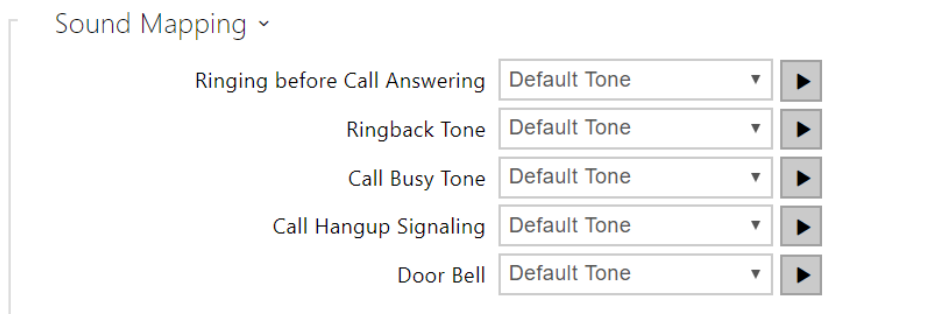 Sound Mapping
Ringing before Call Answering Default Tone
Ringback Tone Default Tone
Call Busy Tone Default Tone
Call Hangup Signaling Default Tone
Door Bell Default Tone